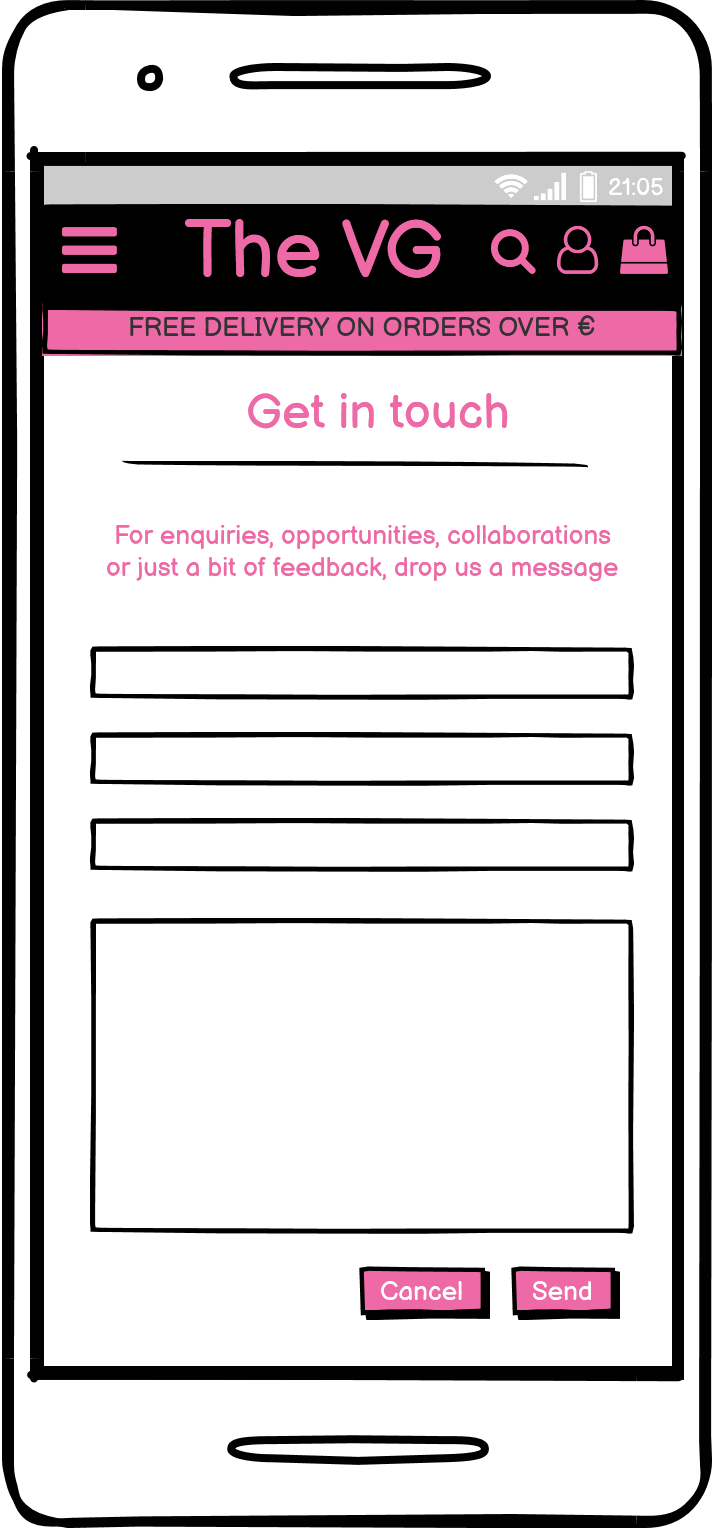 21:05
The VG
FREE DELIVERY ON ORDERS OVER €
Get in touch
For enquiries, opportunities, collaborations
or just a bit of feedback, drop us a message
Cancel Send